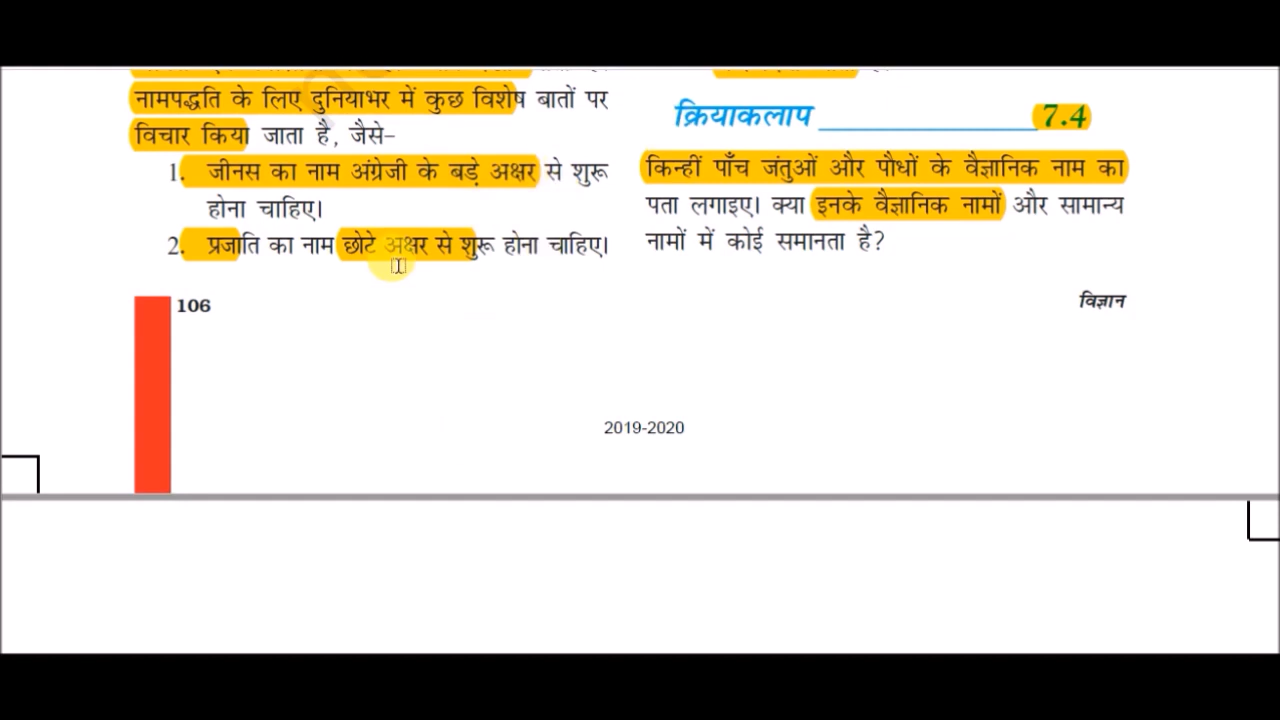 नामपद्धति के लिए दुनियाभर में कुछ विशेष बातों पर
विचार किया जाता है, जैसे–
1. जीनस का नाम अंग्रेजी के बड़े अक्षर से शुरू
होना चाहिए।
2. प्रजाति का नाम छोटे अक्षर से शुरू होना चाहिए।
क्रियाकलाप 7.4
किन्हीं पाँच जंतुओं और पौधों के वैज्ञानिक नाम का
पता लगाइए। क्या इनके वैज्ञानिक नामों और सामान्य
नामों में कोई समानता है?
106
विज्ञान
2019-2020